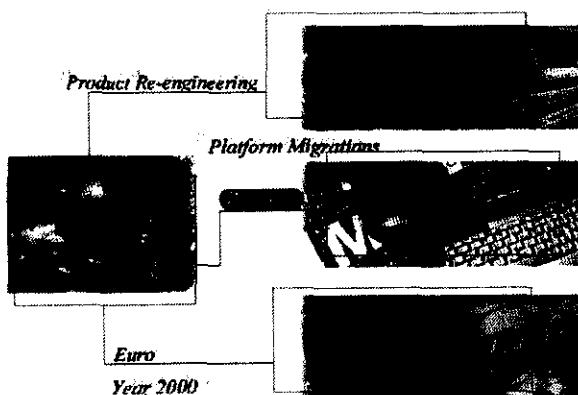 Product Re-engineering
Platform Migrations
Euro
Year 2000